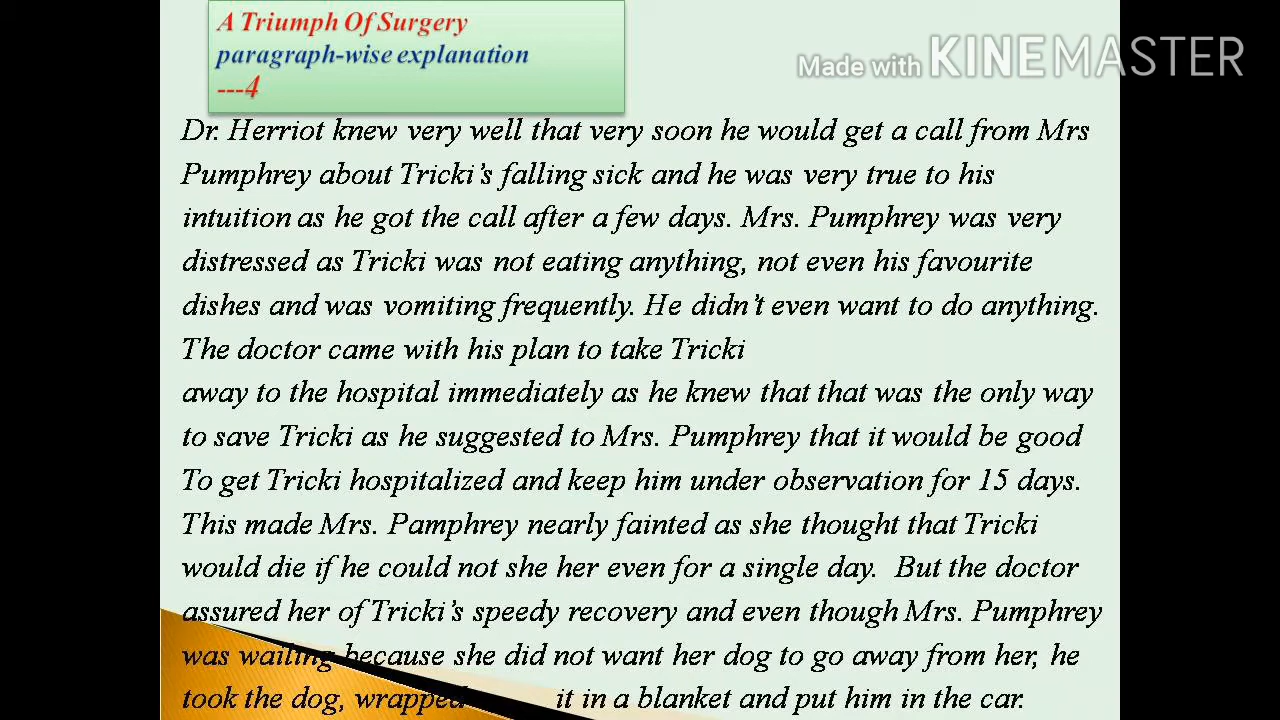 A Triumph Of Surgery
paragraph-wise explanation
---4
Made with KINEMASTER
Dr. Herriot knew very well that very soon he would get a call from Mrs
Pumphrey about Tricki's falling sick and he was very true to his
intuition as he got the call after a few days. Mrs. Pumphrey was very
distressed as Tricki was not eating anything, not even his favourite
dishes and was vomiting frequently. He didn't even want to do anything.
The doctor came with his plan to take Tricki
away to the hospital immediately as he knew that that was the only way
to save Tricki as he suggested to Mrs. Pumphrey that it would be good
To get Tricki hospitalized and keep him under observation for 15 days.
This made Mrs. Pamphrey nearly fainted as she thought that Tricki
would die if he could not she her even for a single day. But the doctor
assured her of Tricki's speedy recovery and even though Mrs. Pumphrey
was wailing because she did not want her dog to go away from her, he
took the dog, wrapped it in a blanket and put him in the car.